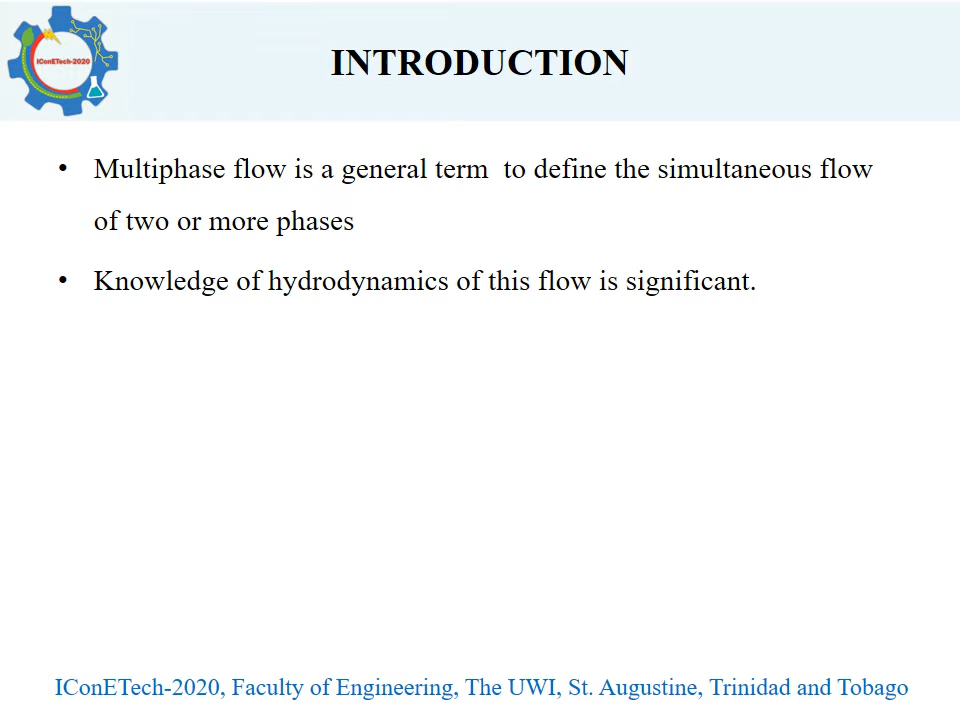 IConETech-2020
INTRODUCTION
• Multiphase flow is a general term  to define the simultaneous flow
of two or more phases
• Knowledge of hydrodynamics of this flow is significant.
IConETech-2020, Faculty of Engineering, The UWI, St. Augustine, Trinidad and Tobago